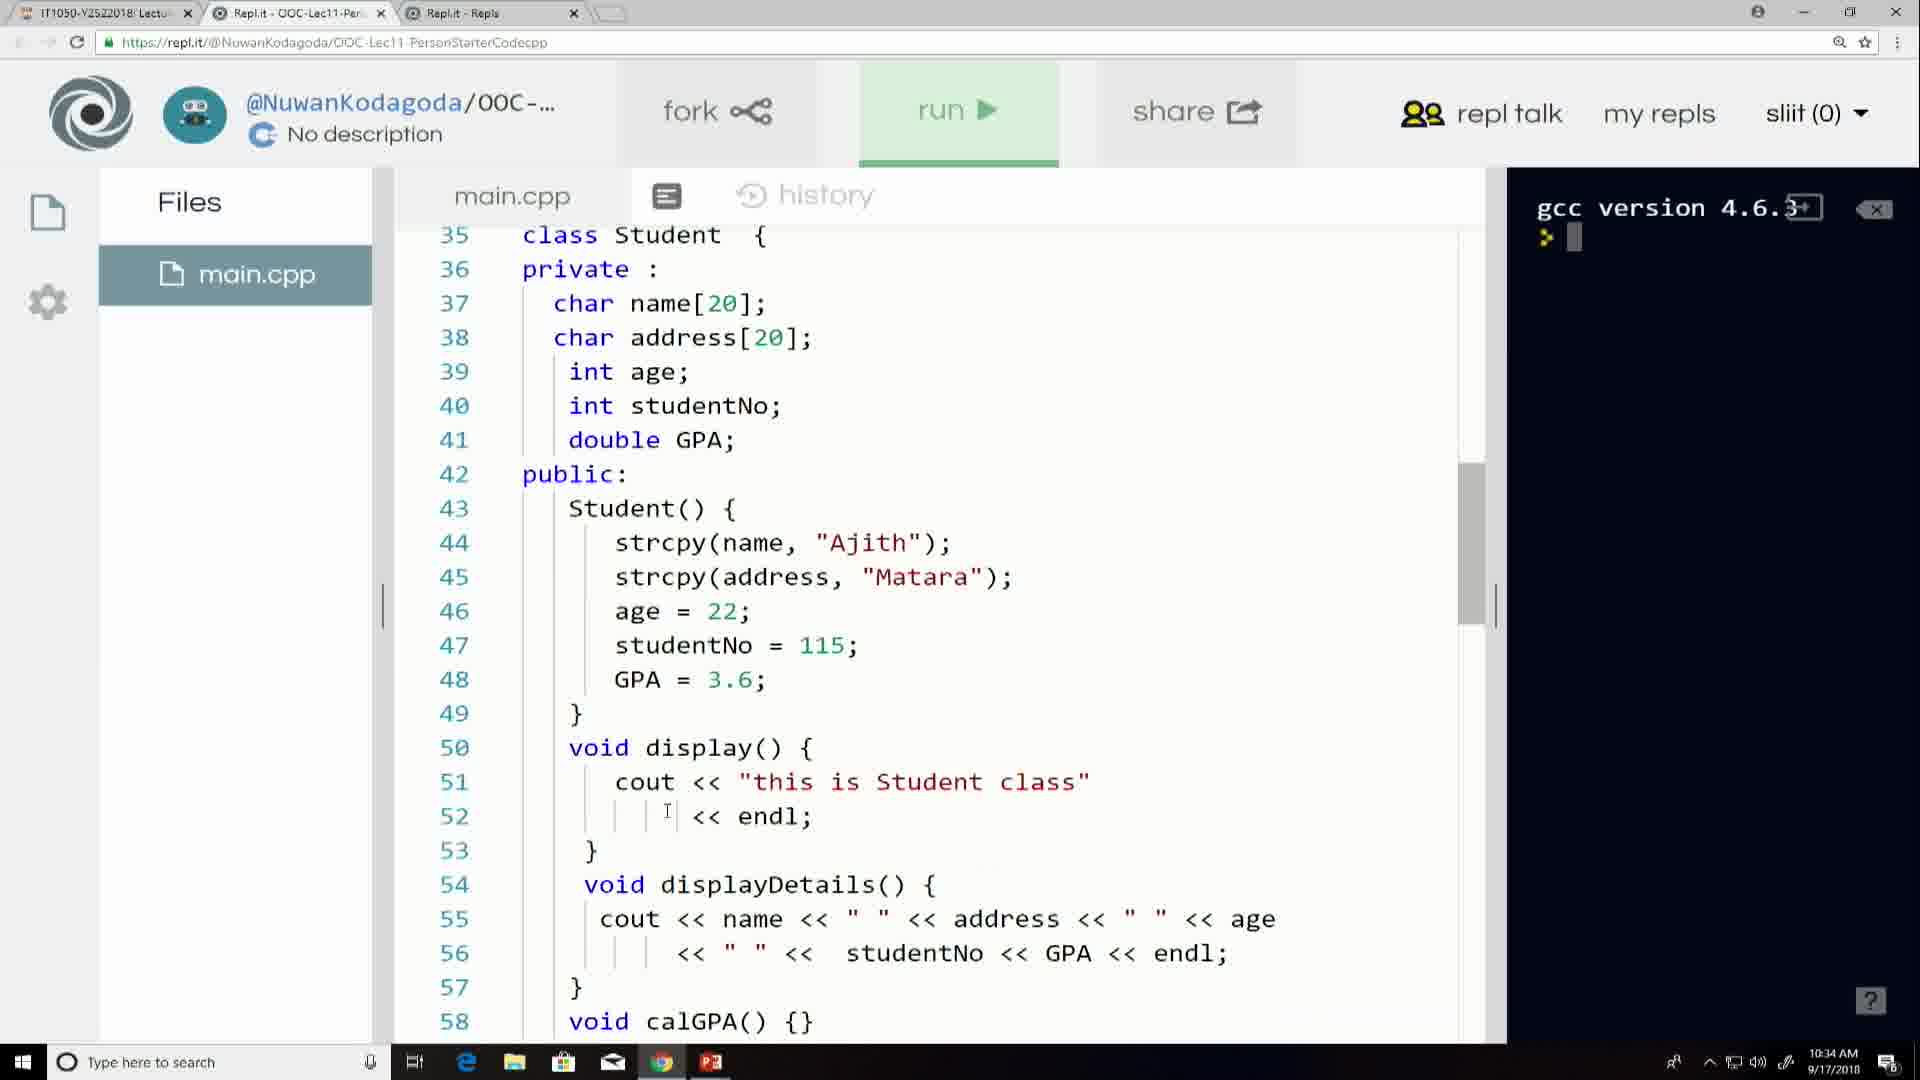 IT1050-Y2S22018: Lectu
Repl.it - OOC-Lec11-Per
Repl.it - Repls
https://repl.it/@NuwanKodagoda/OOC-Lec11-PersonStarterCodecpp
@NuwanKodagoda/OOC-...
No description
fork
run
share
repl talk
my repls
sliit (0)
Files
main.cpp
main.cpp
history
35 class Student {
36 private :
37 char name[20];
38 char address[20];
39 int age;
40 int studentNo;
41 double GPA;
42 public:
43 Student() {
44 strcpy(name, "Ajith");
45 strcpy(address, "Matara");
46 age = 22;
47 studentNo = 115;
48 GPA = 3.6;
49 }
50 void display() {
51 cout << "this is Student class"
52 << endl;
53 }
54 void displayDetails() {
55 cout << name << " " << address << " " << age
56 << " " << studentNo << GPA << endl;
57 }
58 void calGPA() {}
gcc version 4.6.3
>
?
Type here to search
10:34 AM
9/17/2018